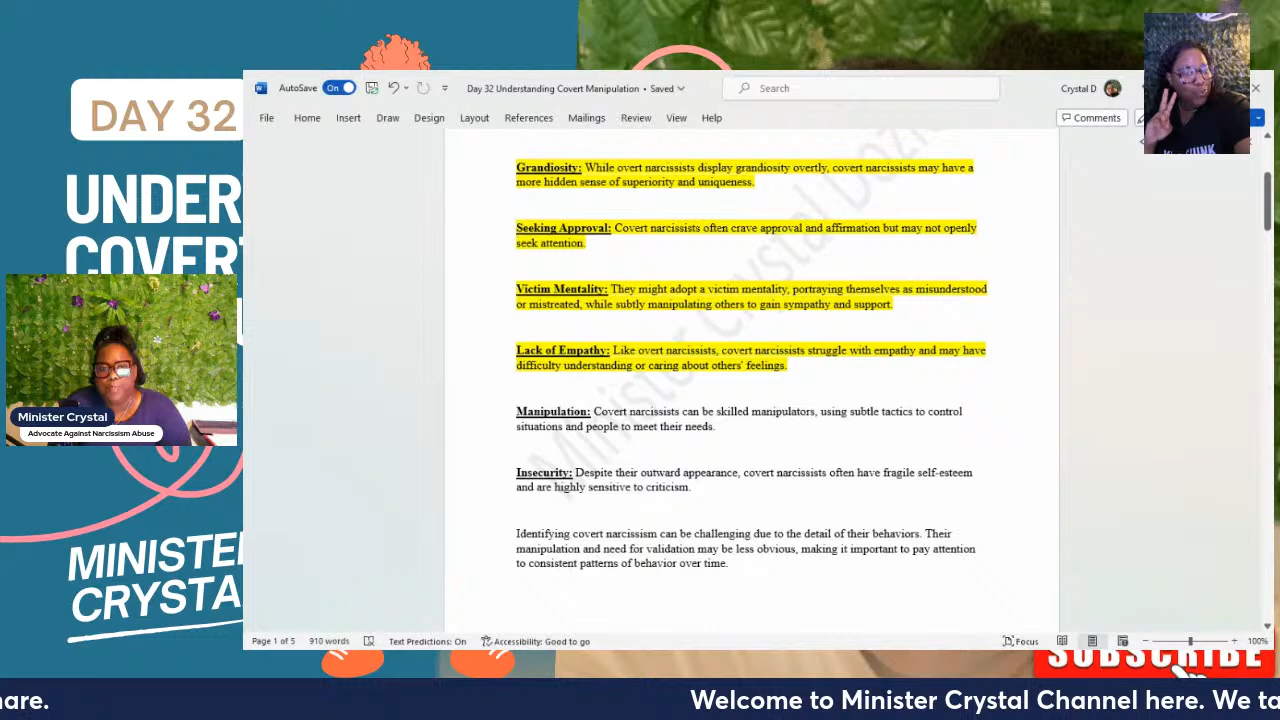 DAY 32
UNDER
COVERT
MINISTE
CRYSTA
Minister Crystal
Advocate Against Narcissism Abuse
AutoSave On
Day 32 Understanding Covert Manipulation • Saved
Search
Crystal D
File Home Insert Draw Design Layout References Mailings Review View Help
Comments
Grandiosity: While overt narcissists display grandiosity overtly, covert narcissists may have a
more hidden sense of superiority and uniqueness.
Seeking Approval: Covert narcissists often crave approval and affirmation but may not openly
seek attention.
Victim Mentality: They might adopt a victim mentality, portraying themselves as misunderstood
or mistreated, while subtly manipulating others to gain sympathy and support.
Lack of Empathy: Like overt narcissists, covert narcissists struggle with empathy and may have
difficulty understanding or caring about others' feelings.
Manipulation: Covert narcissists can be skilled manipulators, using subtle tactics to control
situations and people to meet their needs.
Insecurity: Despite their outward appearance, covert narcissists often have fragile self-esteem
and are highly sensitive to criticism.
Identifying covert narcissism can be challenging due to the detail of their behaviors. Their
manipulation and need for validation may be less obvious, making it important to pay attention
to consistent patterns of behavior over time.
Minister Crystal
Page 1 of 5 910 words Text Predictions: On Accessibility: Good to go
Focus
100%
SUBSCRIBE
hare.
Welcome to Minister Crystal Channel here. We to